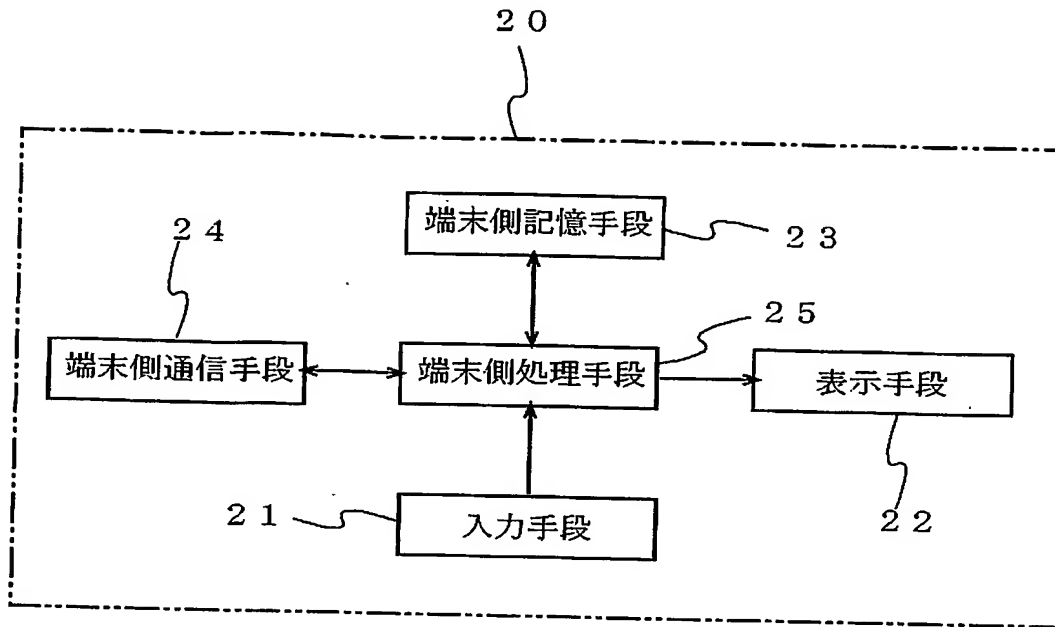 ２０
端末側記憶手段
２３
２４
２５
端末側通信手段
端末側処理手段
表示手段
２１
入力手段
２２